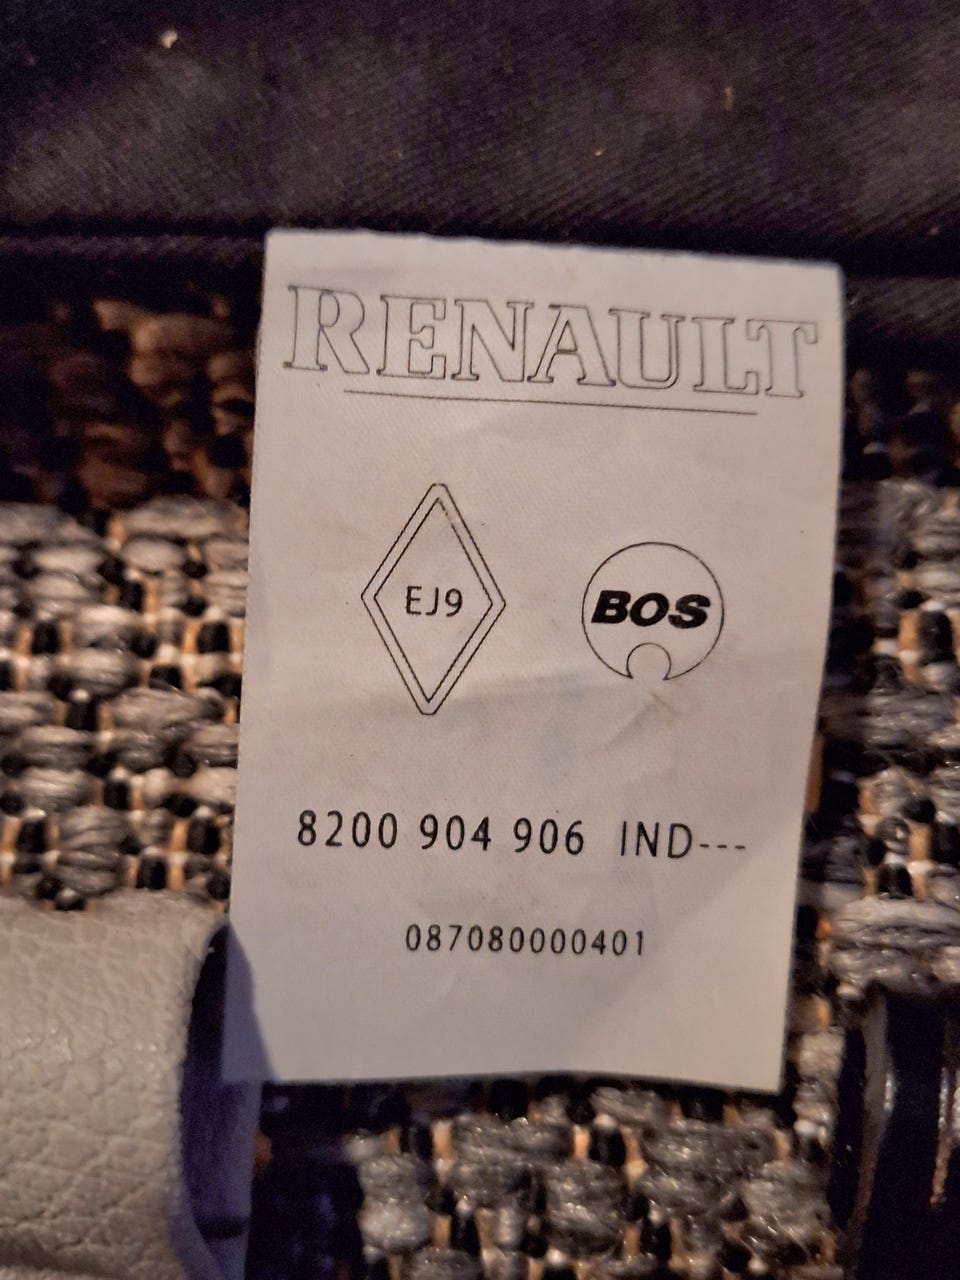 RENAULT
EJ9
BOS
8200 904 906 IND---
087080000401